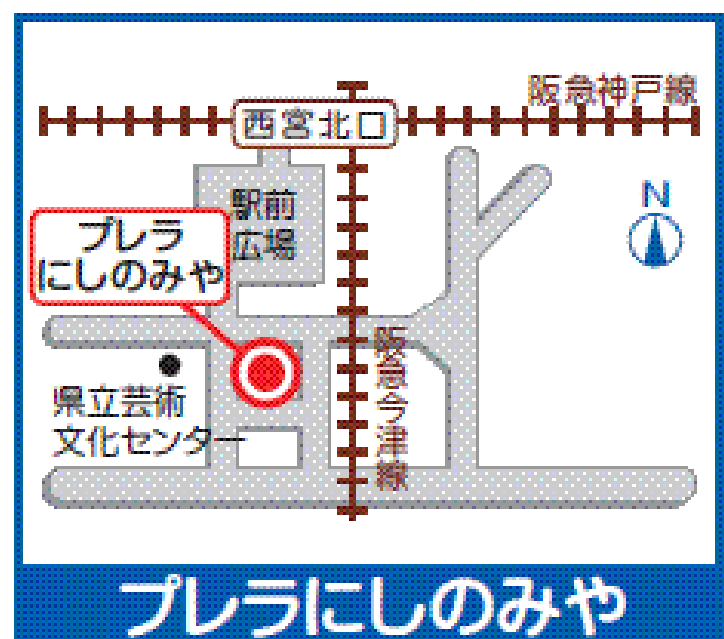 阪急神戸線
西宮北口
駅前
広場
N
プレラ
にしのみや
県立芸術
文化センター
阪急今津線
プレラにしのみや